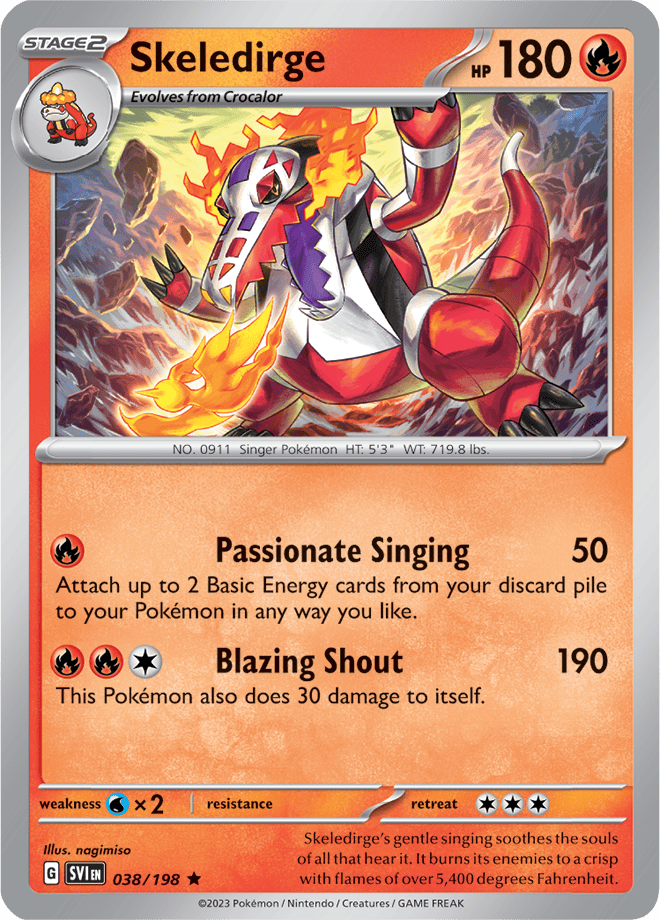 STAGE2 Skeledirge HP 180
Evolves from Crocalor
NO. 0911 Singer Pokémon HT: 5'3" WT: 719.8 lbs.
Passionate Singing 50
Attach up to 2 Basic Energy cards from your discard pile
to your Pokémon in any way you like.
Blazing Shout 190
This Pokémon also does 30 damage to itself.
weakness ×2 resistance retreat
Illus. nagimiso
G SVI EN 038/198
Skeledirge's gentle singing soothes the souls
of all that hear it. It burns its enemies to a crisp
with flames of over 5,400 degrees Fahrenheit.
©2023 Pokémon / Nintendo / Creatures / GAME FREAK